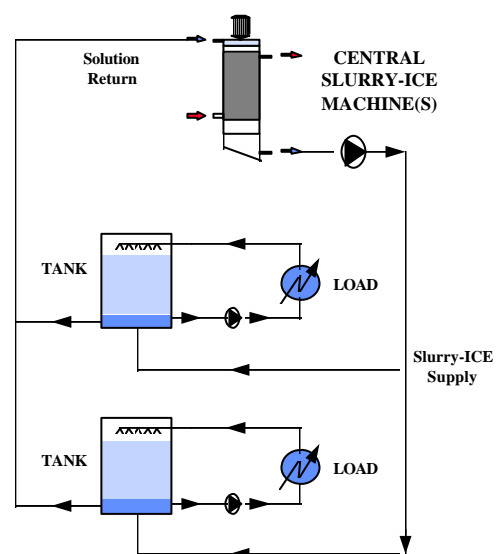 Solution
Return
CENTRAL
SLURRY-ICE
MACHINE(S)
TANK
LOAD
Slurry-ICE
Supply
TANK
LOAD